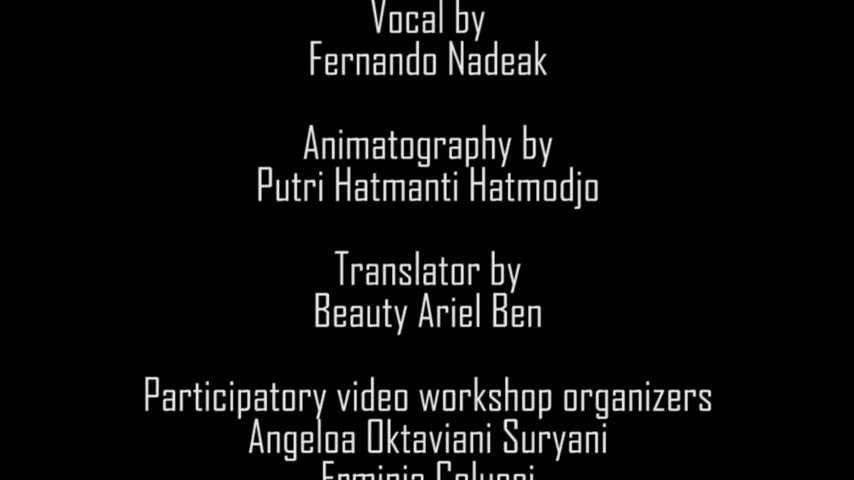 Vocal by
Fernando Nadeak
Animatography by
Putri Hatmanti Hatmodjo
Translator by
Beauty Ariel Ben
Participatory video workshop organizers
Angeloa Oktaviani Suryani